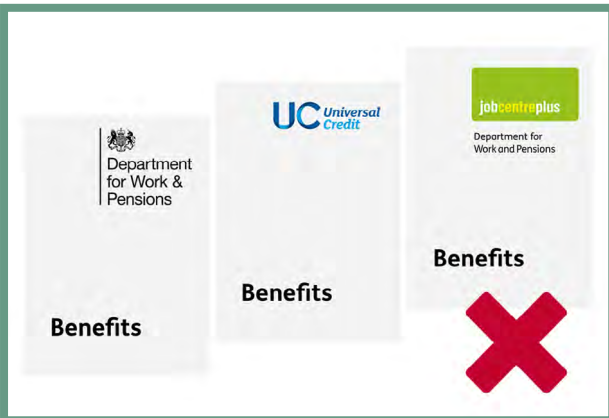 Department
for Work &
Pensions
Benefits
UC Universal
Credit
Benefits
jobcentreplus
Department for
Work and Pensions
Benefits